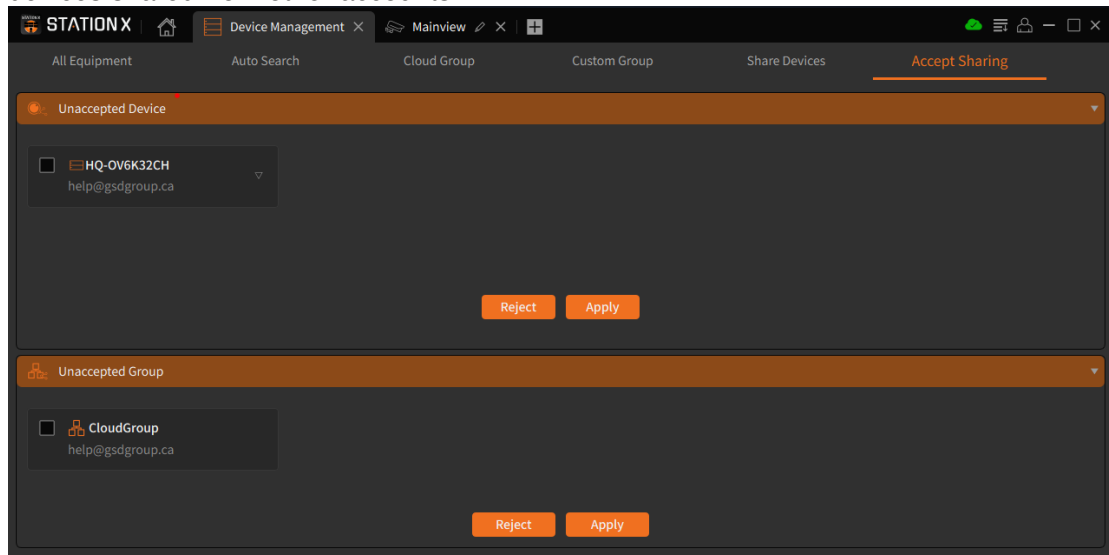 STATION X
Device Management
Mainview
All Equipment
Auto Search
Cloud Group
Custom Group
Share Devices
Accept Sharing
Unaccepted Device
HQ-OV6K32CH
help@gsdgroup.ca
Reject
Apply
Unaccepted Group
CloudGroup
help@gsdgroup.ca
Reject
Apply